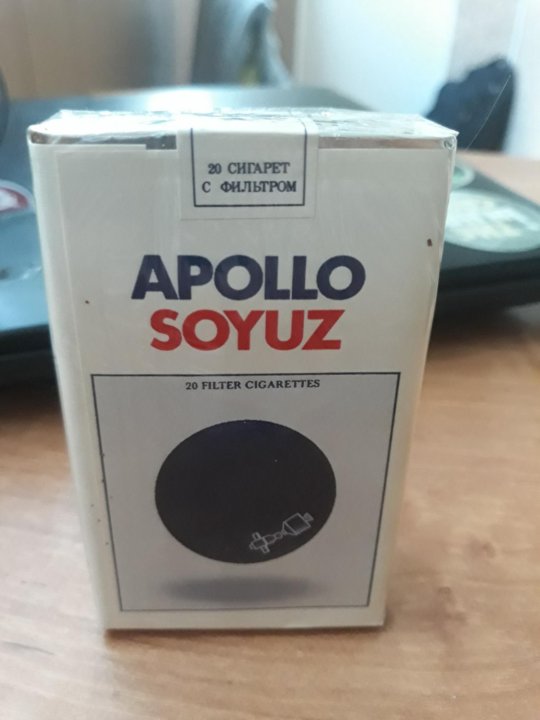 20 СИГАРЕТ
С ФИЛЬТРОМ
APOLLO
SOYUZ
20 FILTER CIGARETTES